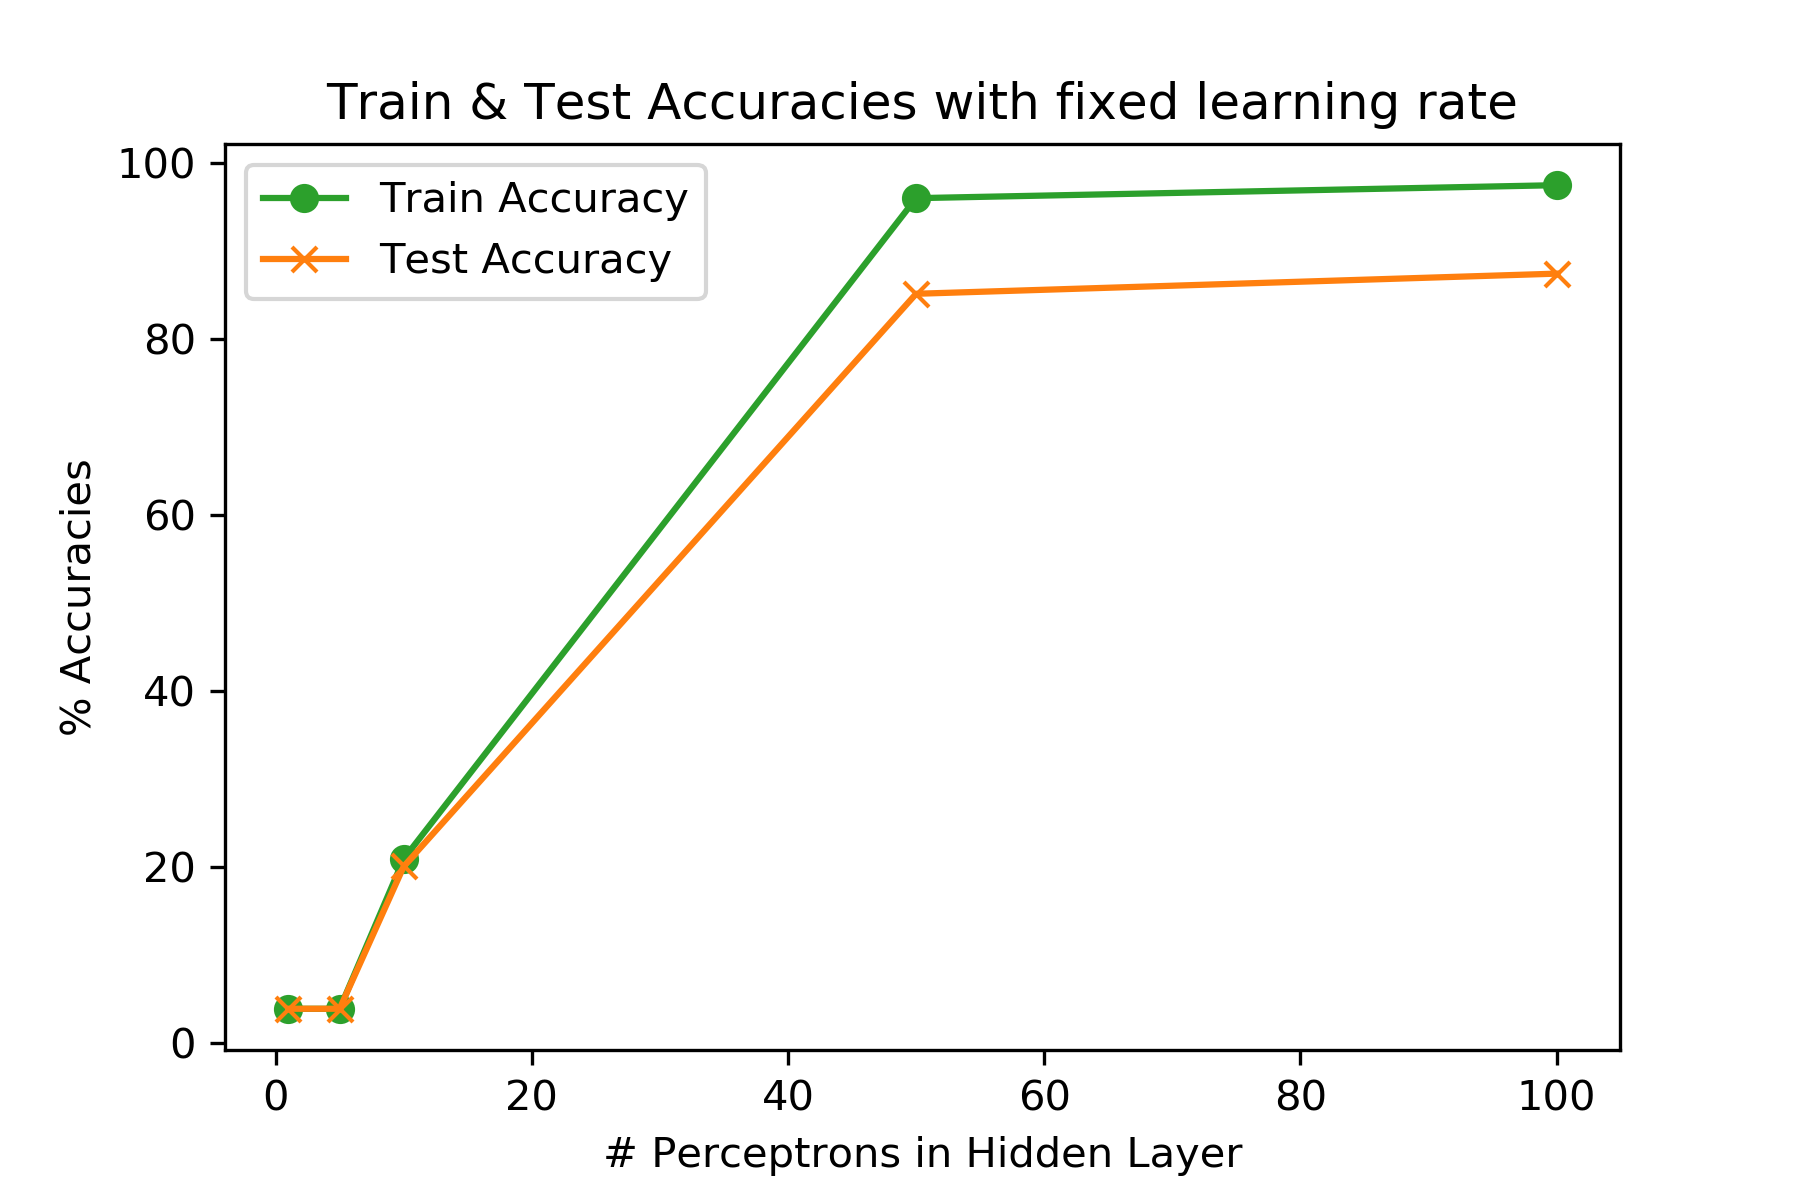 Train & Test Accuracies with fixed learning rate
Train Accuracy
Test Accuracy
% Accuracies
100
80
60
40
20
0
0 20 40 60 80 100
# Perceptrons in Hidden Layer